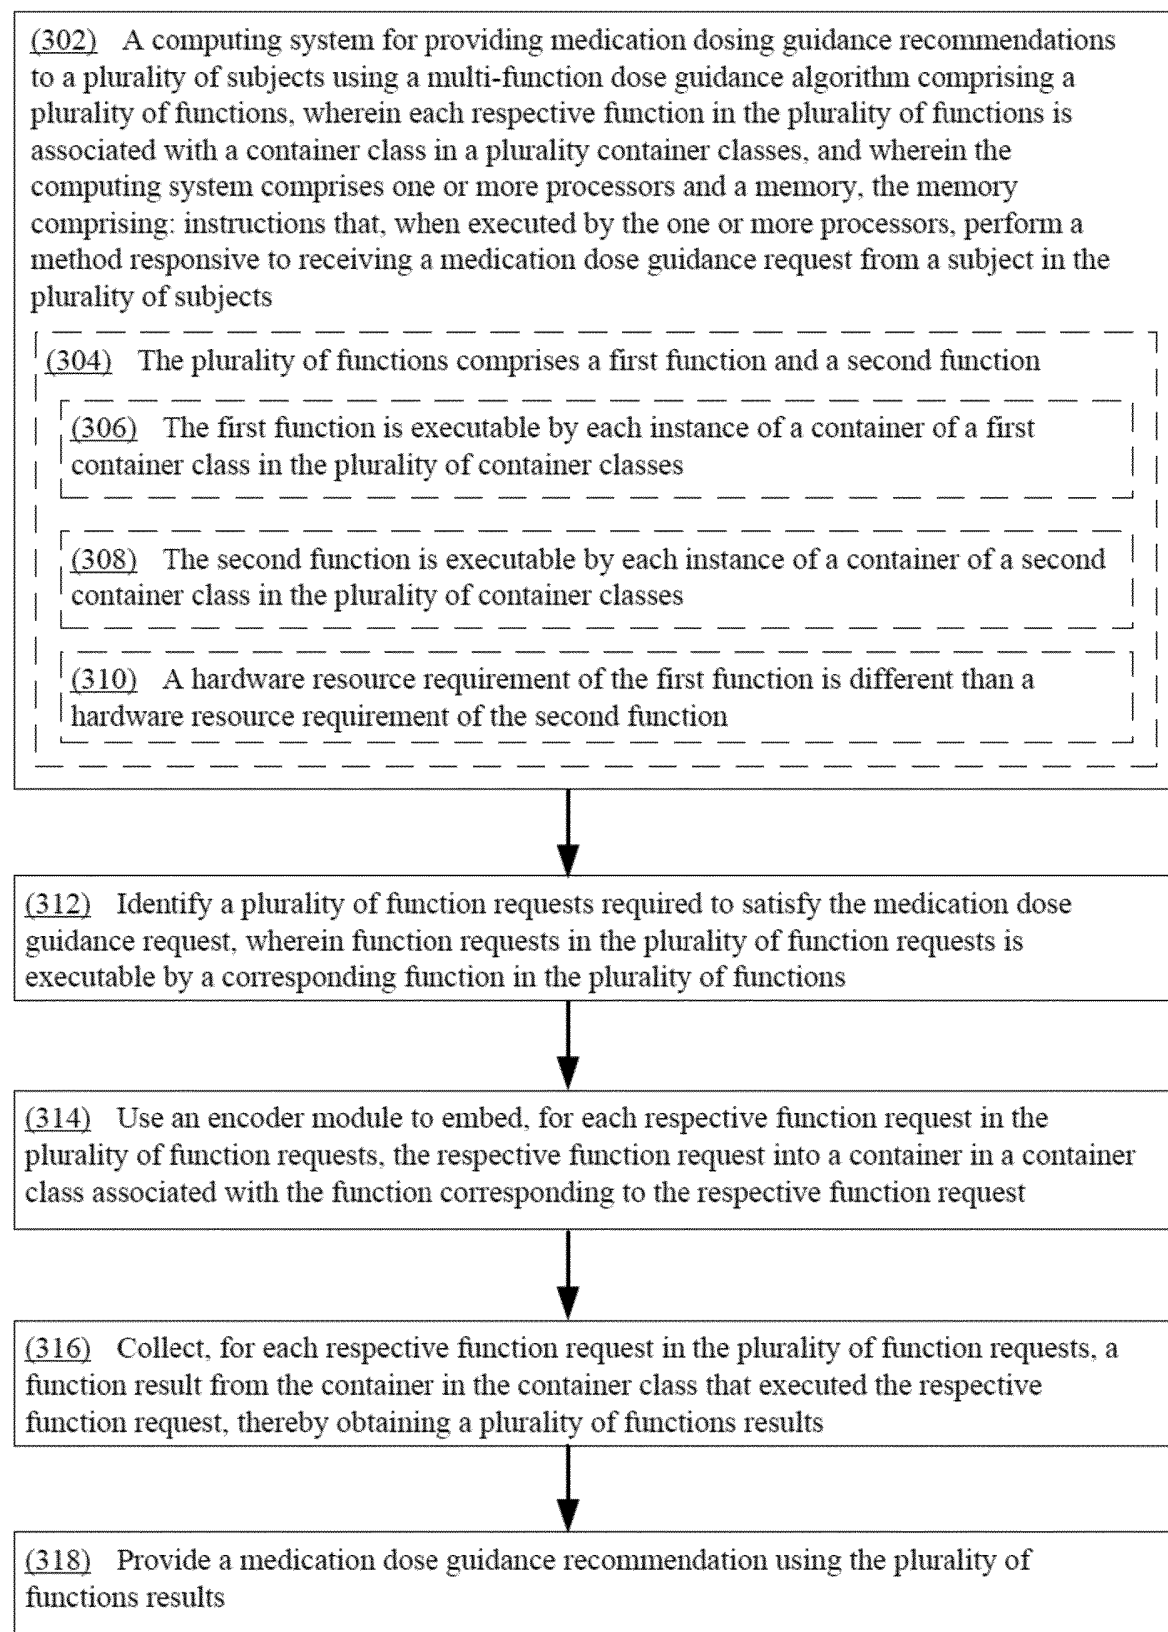 (302) A computing system for providing medication dosing guidance recommendations
to a plurality of subjects using a multi-function dose guidance algorithm comprising a
plurality of functions, wherein each respective function in the plurality of functions is
associated with a container class in a plurality container classes, and wherein the
computing system comprises one or more processors and a memory, the memory
comprising: instructions that, when executed by the one or more processors, perform a
method responsive to receiving a medication dose guidance request from a subject in the
plurality of subjects
(304) The plurality of functions comprises a first function and a second function
(306) The first function is executable by each instance of a container of a first
container class in the plurality of container classes
(308) The second function is executable by each instance of a container of a second
container class in the plurality of container classes
(310) A hardware resource requirement of the first function is different than a
hardware resource requirement of the second function
(312) Identify a plurality of function requests required to satisfy the medication dose
guidance request, wherein function requests in the plurality of function requests is
executable by a corresponding function in the plurality of functions
(314) Use an encoder module to embed, for each respective function request in the
plurality of function requests, the respective function request into a container in a container
class associated with the function corresponding to the respective function request
(316) Collect, for each respective function request in the plurality of function requests, a
function result from the container in the container class that executed the respective
function request, thereby obtaining a plurality of functions results
(318) Provide a medication dose guidance recommendation using the plurality of
functions results